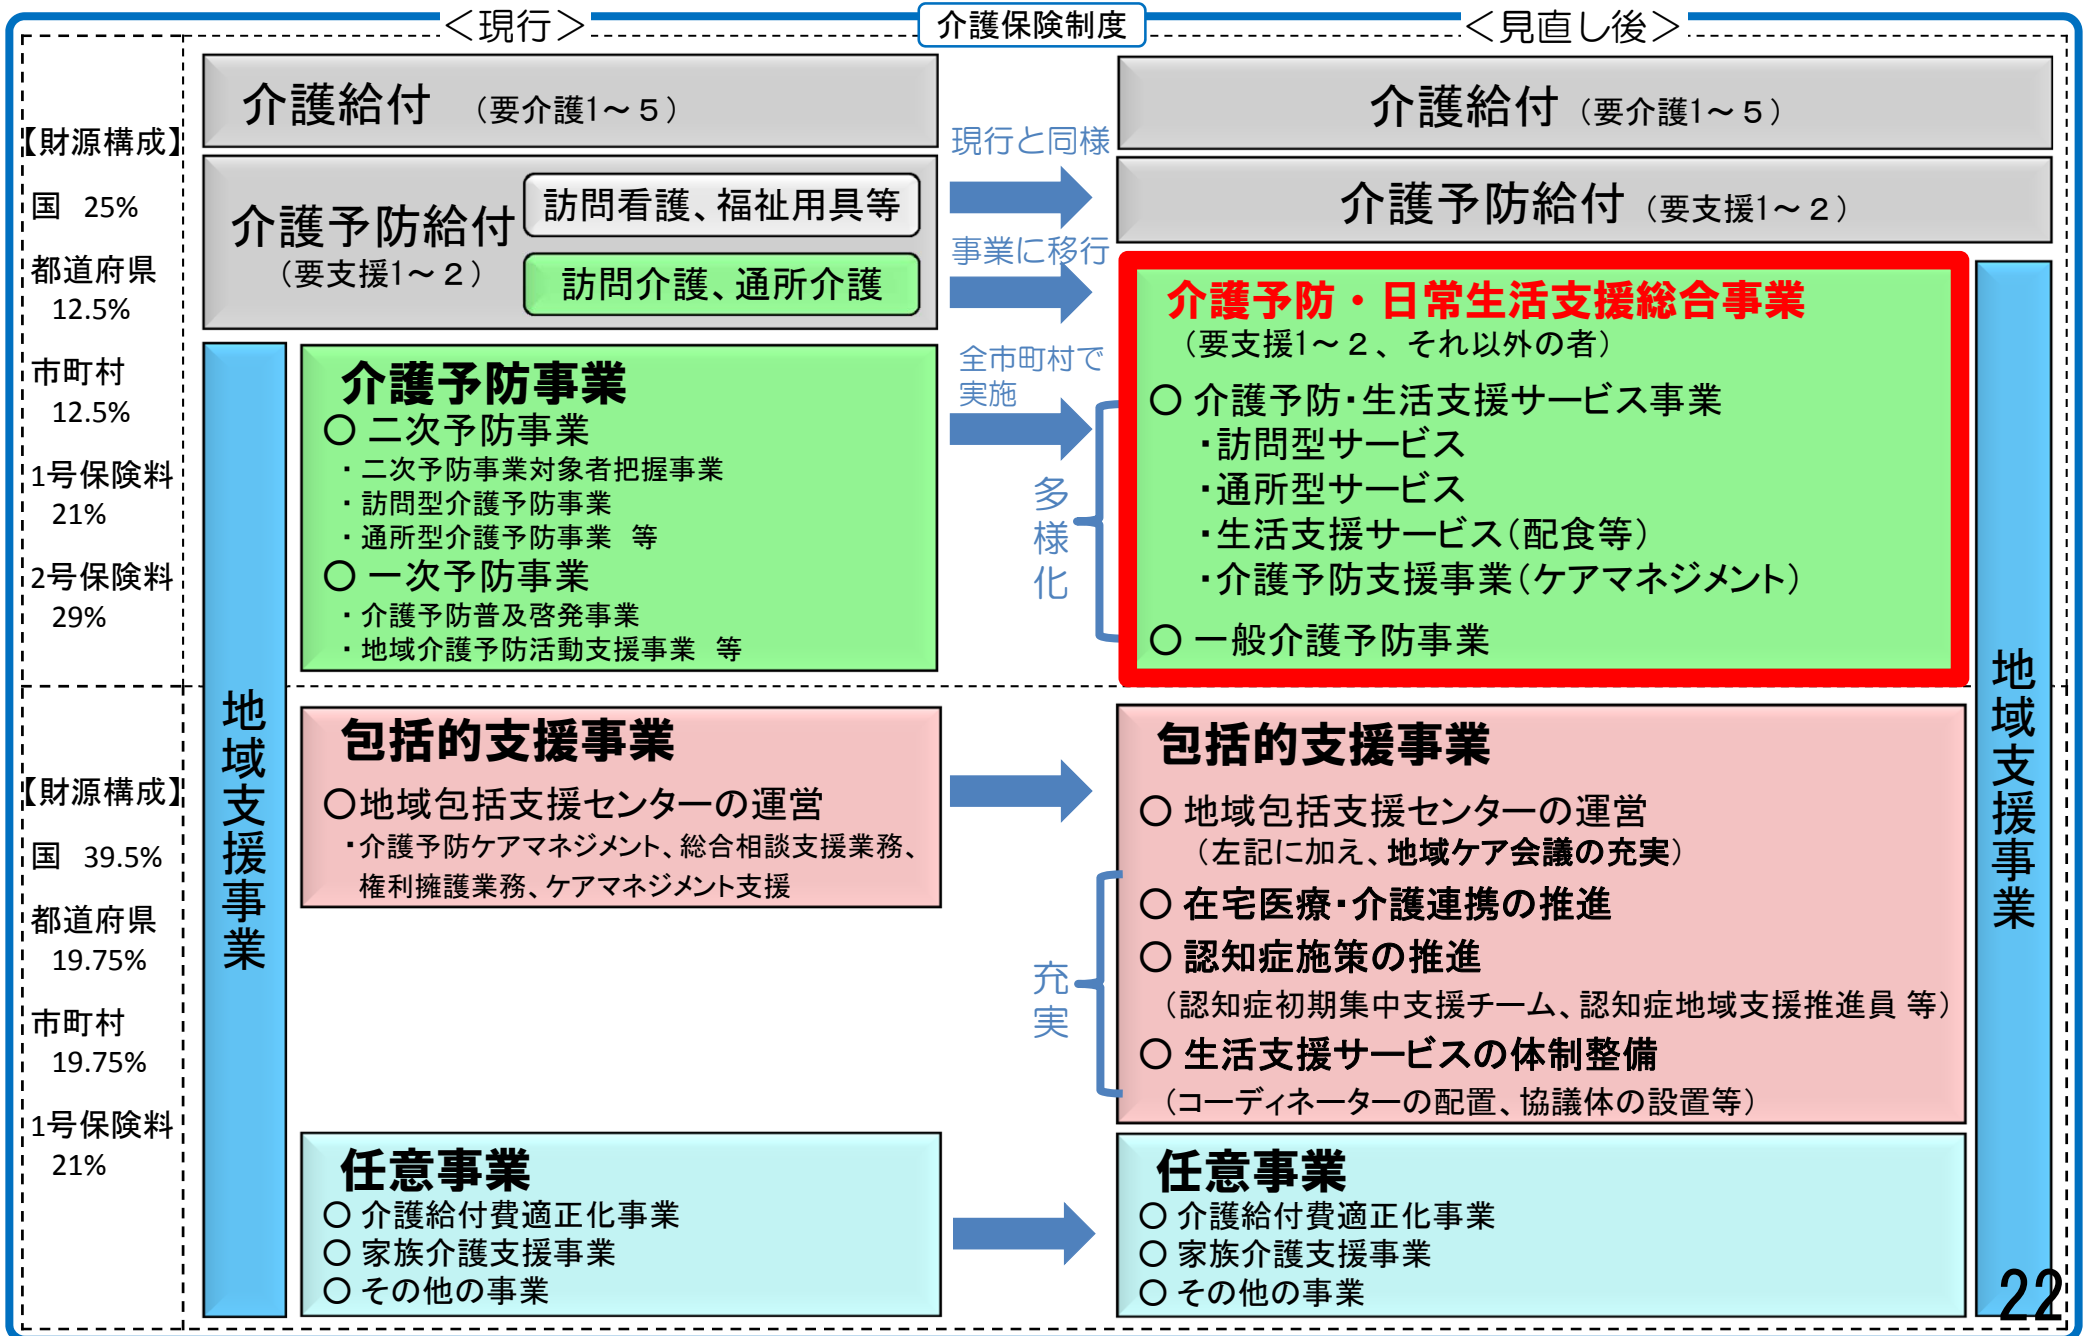 ＜現行＞
介護保険制度
＜見直し後＞
【財源構成】
国 25%
都道府県
12.5%
市町村
12.5%
1号保険料
21%
2号保険料
29%
【財源構成】
国 39.5%
都道府県
19.75%
市町村
19.75%
1号保険料
21%
介護給付 （要介護1～5）
介護予防給付
（要支援1～2）
訪問看護、福祉用具等
訪問介護、通所介護
地域支援事業
介護予防事業
○ 二次予防事業
・二次予防事業対象者把握事業
・訪問型介護予防事業
・通所型介護予防事業 等
○ 一次予防事業
・介護予防普及啓発事業
・地域介護予防活動支援事業 等
包括的支援事業
○地域包括支援センターの運営
・介護予防ケアマネジメント、総合相談支援業務、
権利擁護業務、ケアマネジメント支援
任意事業
○ 介護給付費適正化事業
○ 家族介護支援事業
○ その他の事業
現行と同様
事業に移行
全市町村で
実施
多様化
充実
介護給付 （要介護1～5）
介護予防給付 （要支援1～2）
介護予防・日常生活支援総合事業
（要支援1～2、それ以外の者）
○ 介護予防・生活支援サービス事業
・訪問型サービス
・通所型サービス
・生活支援サービス（配食等）
・介護予防支援事業（ケアマネジメント）
○ 一般介護予防事業
包括的支援事業
○ 地域包括支援センターの運営
（左記に加え、地域ケア会議の充実）
○ 在宅医療・介護連携の推進
○ 認知症施策の推進
（認知症初期集中支援チーム、認知症地域支援推進員 等）
○ 生活支援サービスの体制整備
（コーディネーターの配置、協議体の設置等）
任意事業
○ 介護給付費適正化事業
○ 家族介護支援事業
○ その他の事業
地域支援事業
22